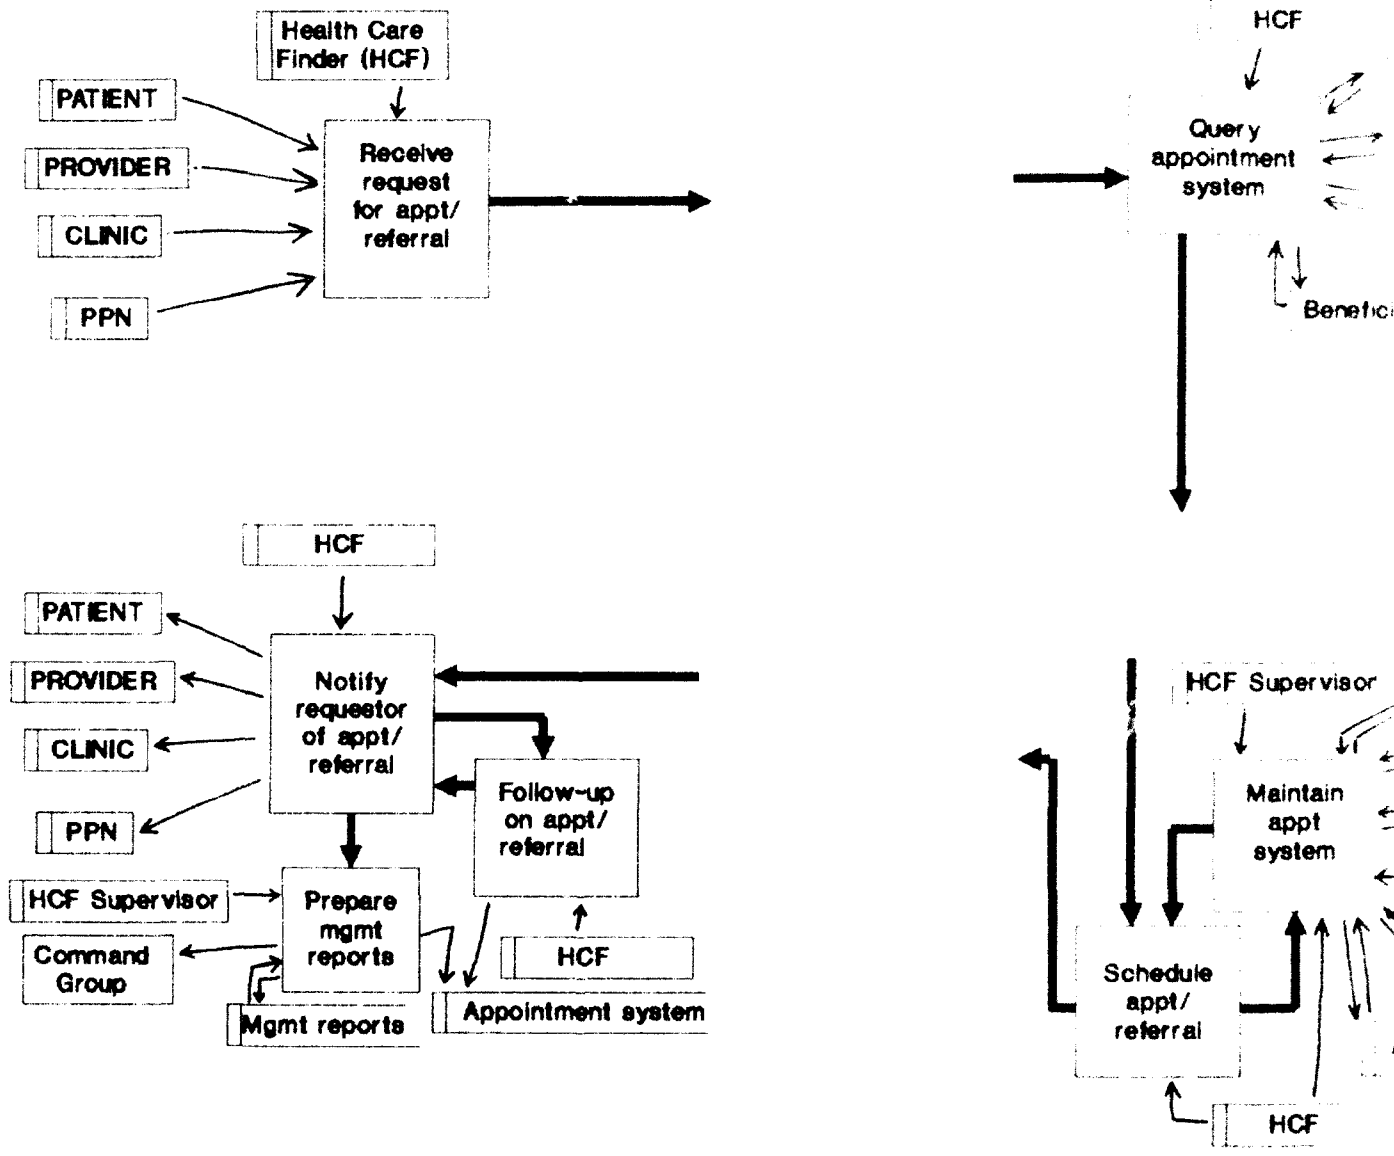 Health Care
Finder (HCF)
PATIENT
PROVIDER
CLINIC
PPN
Receive
request
for appt/
referral
HCF
Query
appointment
system
HCF
PATIENT
PROVIDER
CLINIC
PPN
Notify
requestor
of appt/
referral
Follow-up
on appt/
referral
HCF Supervisor
Command
Group
Prepare
mgmt
reports
HCF
Mgmt reports
Appointment system
HCF Supervisor
Maintain
appt
system
Schedule
appt/
referral
HCF